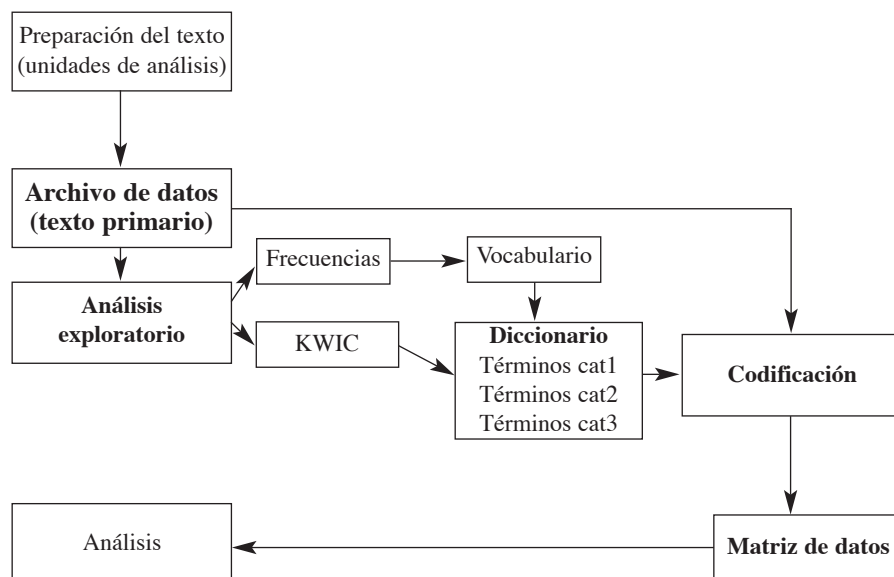 Preparación del texto
(unidades de análisis)
Archivo de datos
(texto primario)
Frecuencias
Vocabulario
Análisis
exploratorio
KWIC
Diccionario
Términos cat1
Términos cat2
Términos cat3
Codificación
Análisis
Matriz de datos